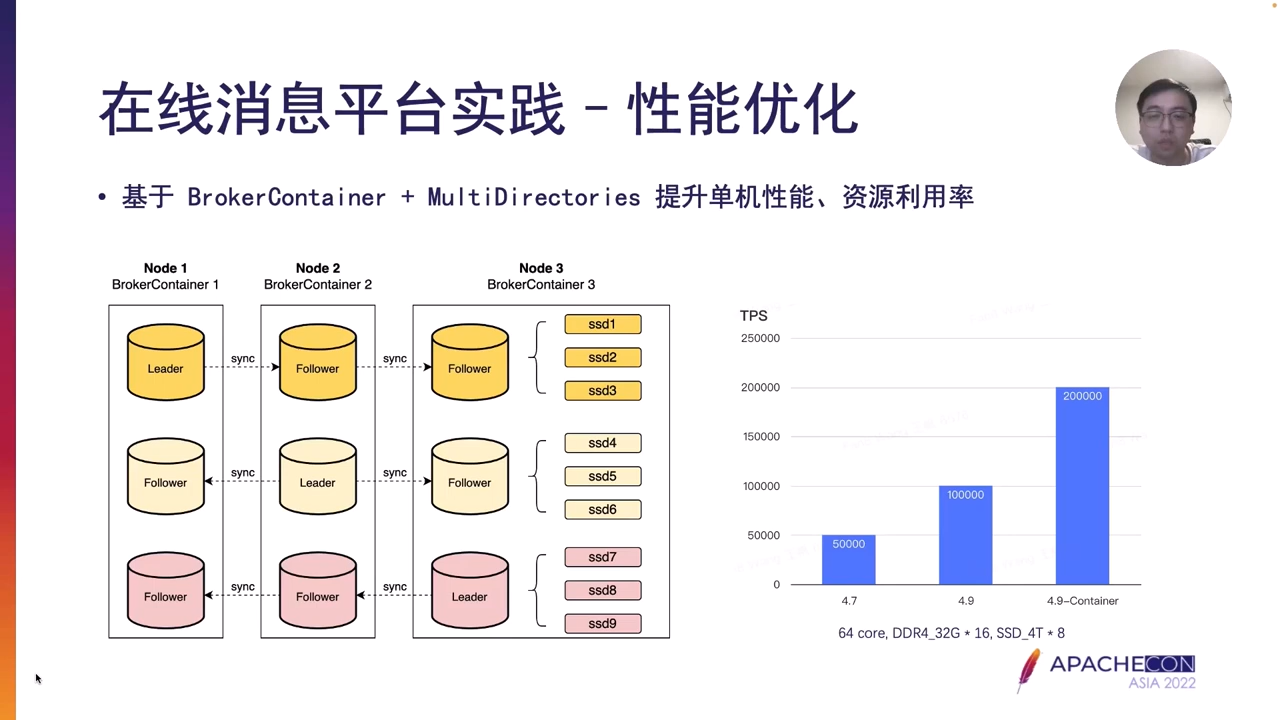 在线消息平台实践 - 性能优化
• 基于 BrokerContainer + MultiDirectories 提升单机性能、资源利用率
Node 1
BrokerContainer 1
Node 2
BrokerContainer 2
Node 3
BrokerContainer 3
Leader
sync
Follower
sync
Follower
ssd1
ssd2
ssd3
Follower
sync
Leader
sync
Follower
ssd4
ssd5
ssd6
Follower
sync
Follower
sync
Leader
ssd7
ssd8
ssd9
TPS
250000
200000
150000
100000
50000
0
50000
100000
200000
4.7
4.9
4.9-Container
64 core, DDR4_32G * 16, SSD_4T * 8
APACHECON
ASIA 2022